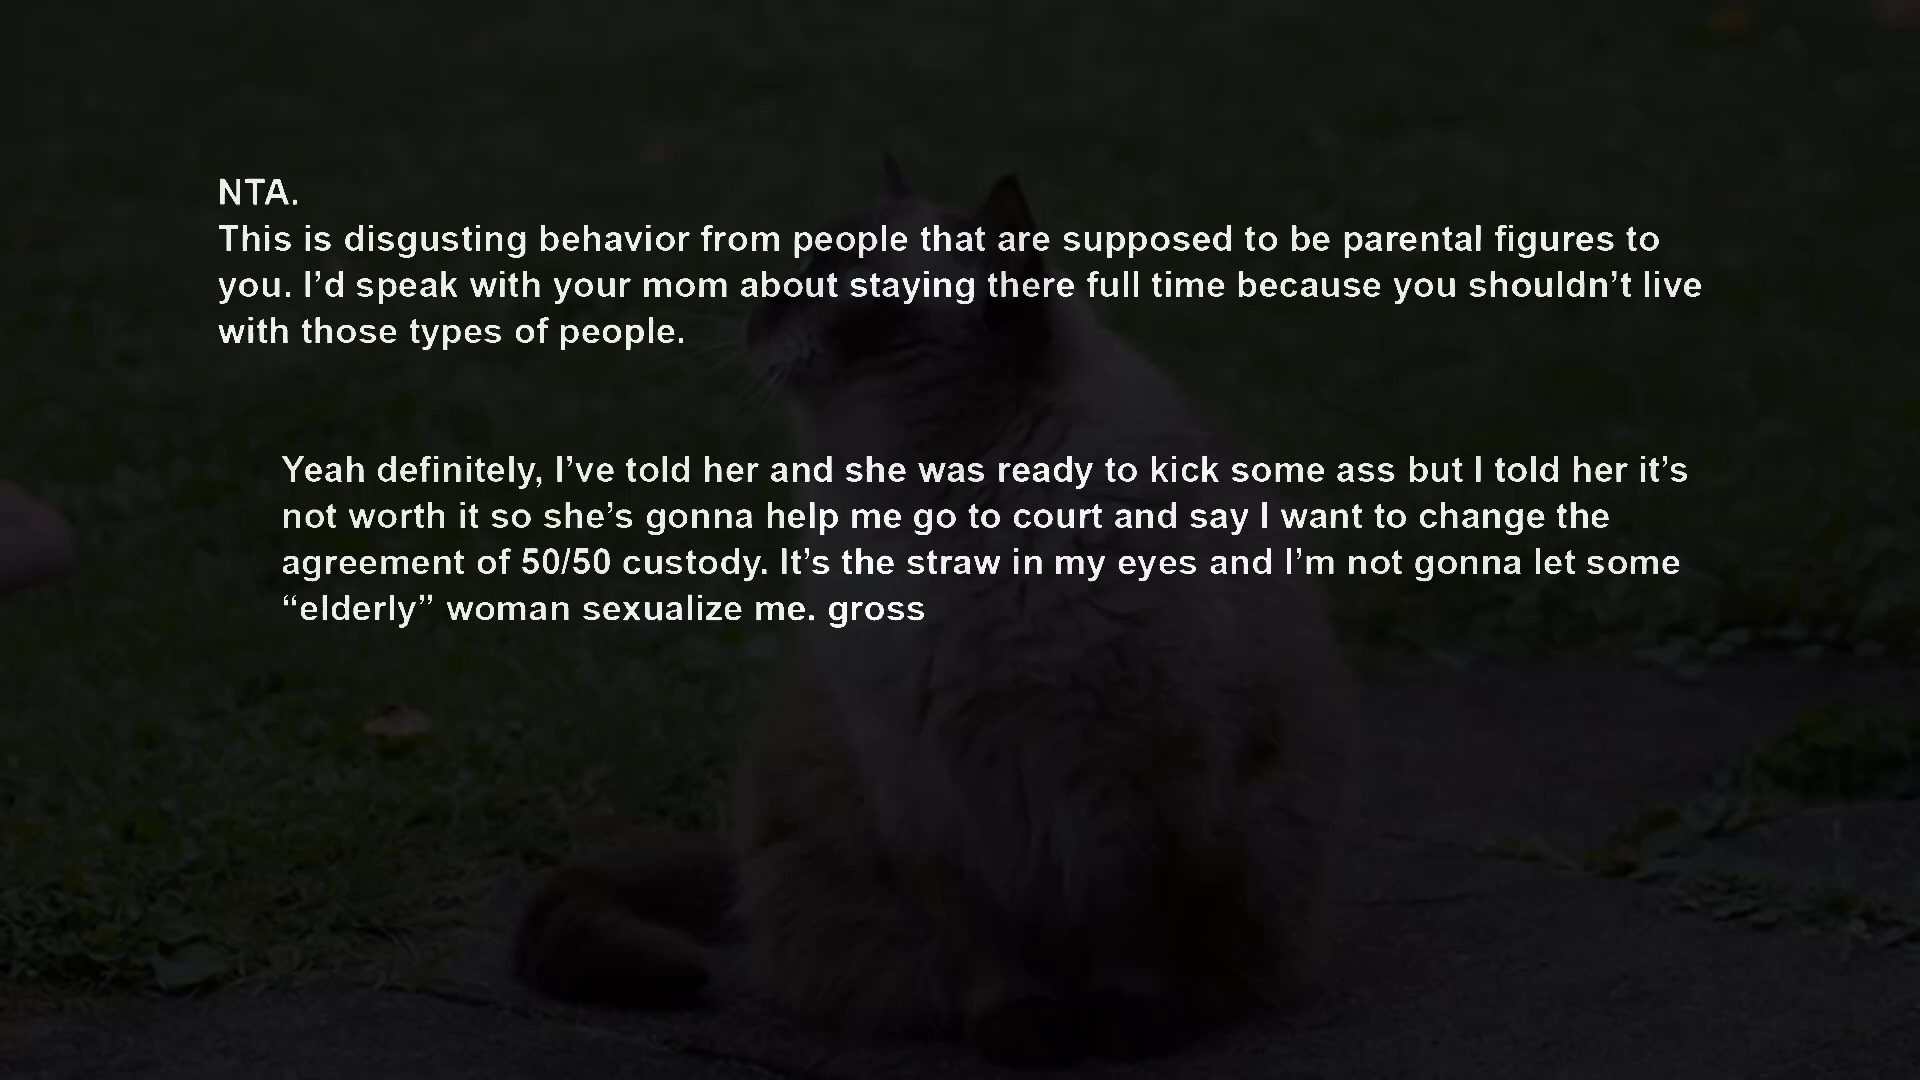 NTA.
This is disgusting behavior from people that are supposed to be parental figures to
you. I’d speak with your mom about staying there full time because you shouldn’t live
with those types of people.
Yeah definitely, I’ve told her and she was ready to kick some ass but I told her it’s
not worth it so she’s gonna help me go to court and say I want to change the
agreement of 50/50 custody. It’s the straw in my eyes and I’m not gonna let some
“elderly” woman sexualize me. gross